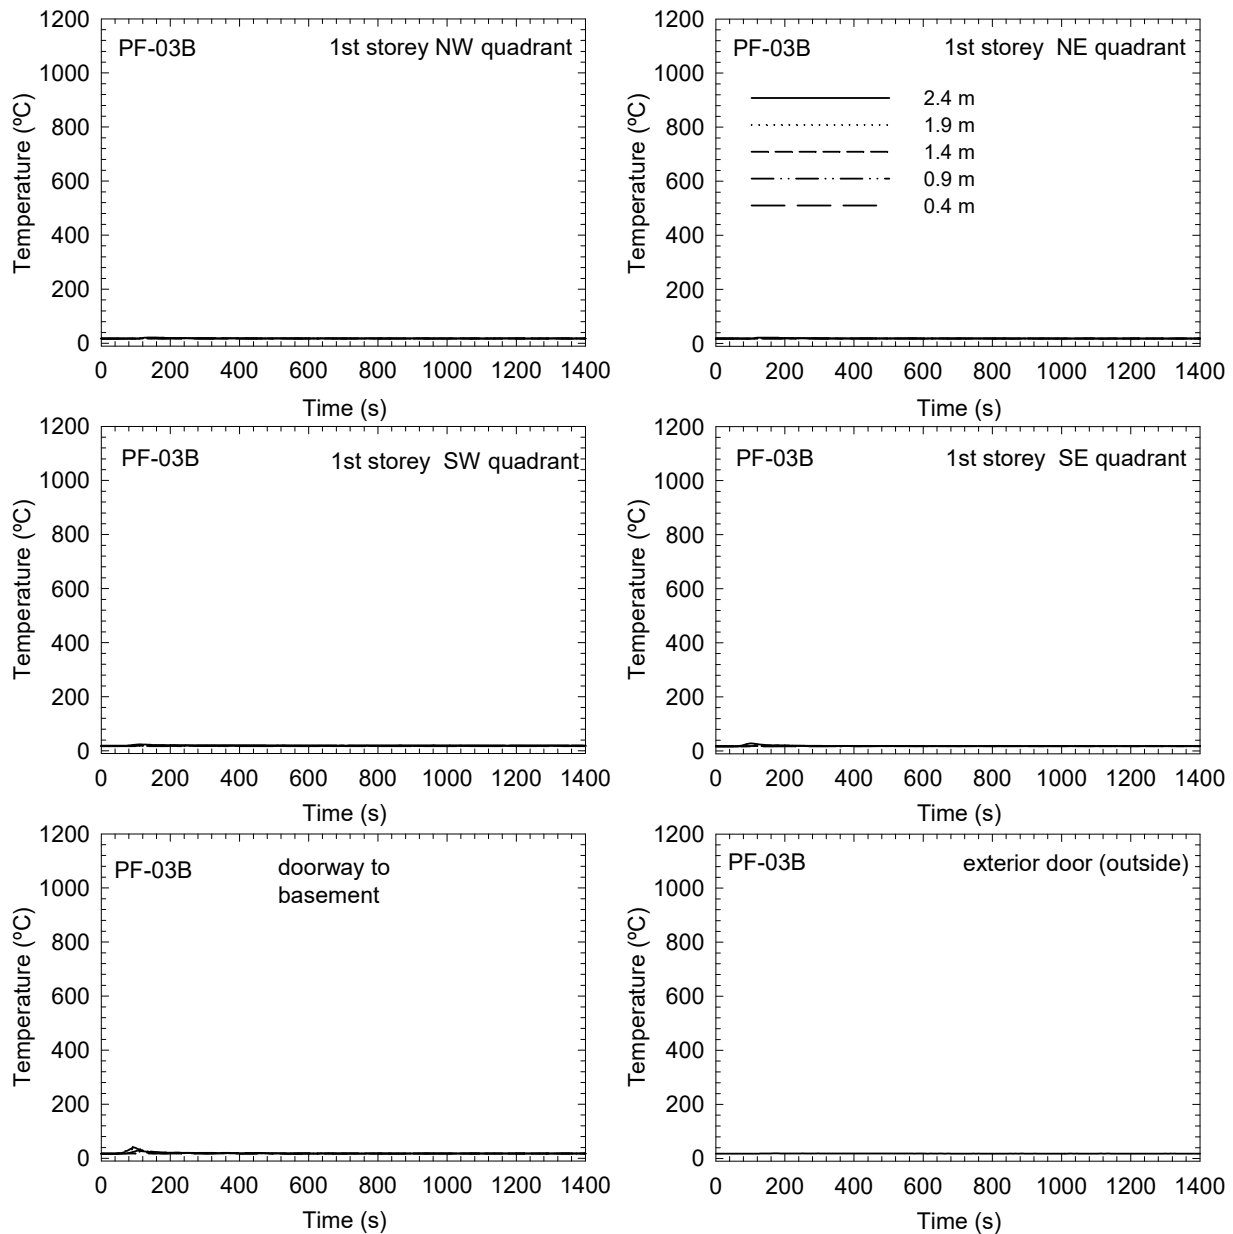 PF-03B
1st storey NW quadrant
Temperature (ºC)
1200
1000
800
600
400
200
0
0 200 400 600 800 1000 1200 1400
Time (s)
PF-03B
1st storey NE quadrant
2.4 m
1.9 m
1.4 m
0.9 m
0.4 m
Temperature (ºC)
1200
1000
800
600
400
200
0
0 200 400 600 800 1000 1200 1400
Time (s)
PF-03B
1st storey SW quadrant
Temperature (ºC)
1200
1000
800
600
400
200
0
0 200 400 600 800 1000 1200 1400
Time (s)
PF-03B
1st storey SE quadrant
Temperature (ºC)
1200
1000
800
600
400
200
0
0 200 400 600 800 1000 1200 1400
Time (s)
PF-03B
doorway to
basement
Temperature (ºC)
1200
1000
800
600
400
200
0
0 200 400 600 800 1000 1200 1400
Time (s)
PF-03B
exterior door (outside)
Temperature (ºC)
1200
1000
800
600
400
200
0
0 200 400 600 800 1000 1200 1400
Time (s)